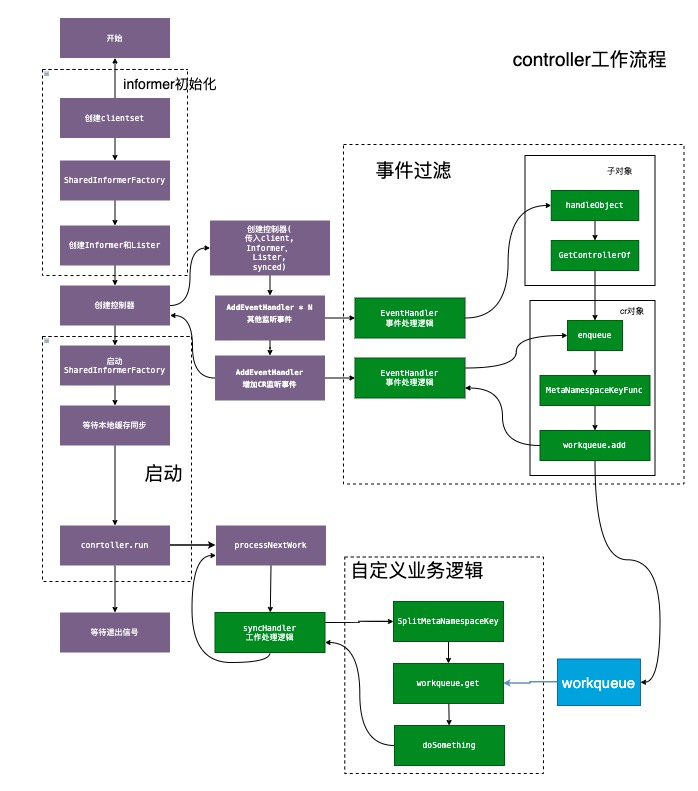 controller工作流程
开始
informer初始化
创建clientset
SharedInformerFactory
创建Informer和Lister
创建控制器
启动
SharedInformerFactory
等待本地缓存同步
启动
conrtoller.run
等待退出信号
创建控制器(
传入client,
Informer、
Lister,
synced)
AddEventHandler * N
其他监听事件
AddEventHandler
增加CR监听事件
事件过滤
EventHandler
事件处理逻辑
EventHandler
事件处理逻辑
子对象
handleObject
GetControllerOf
cr对象
enqueue
MetaNamespaceKeyFunc
workqueue.add
processNextWork
syncHandler
工作处理逻辑
自定义业务逻辑
SplitMetaNamespaceKey
workqueue.get
doSomething
workqueue